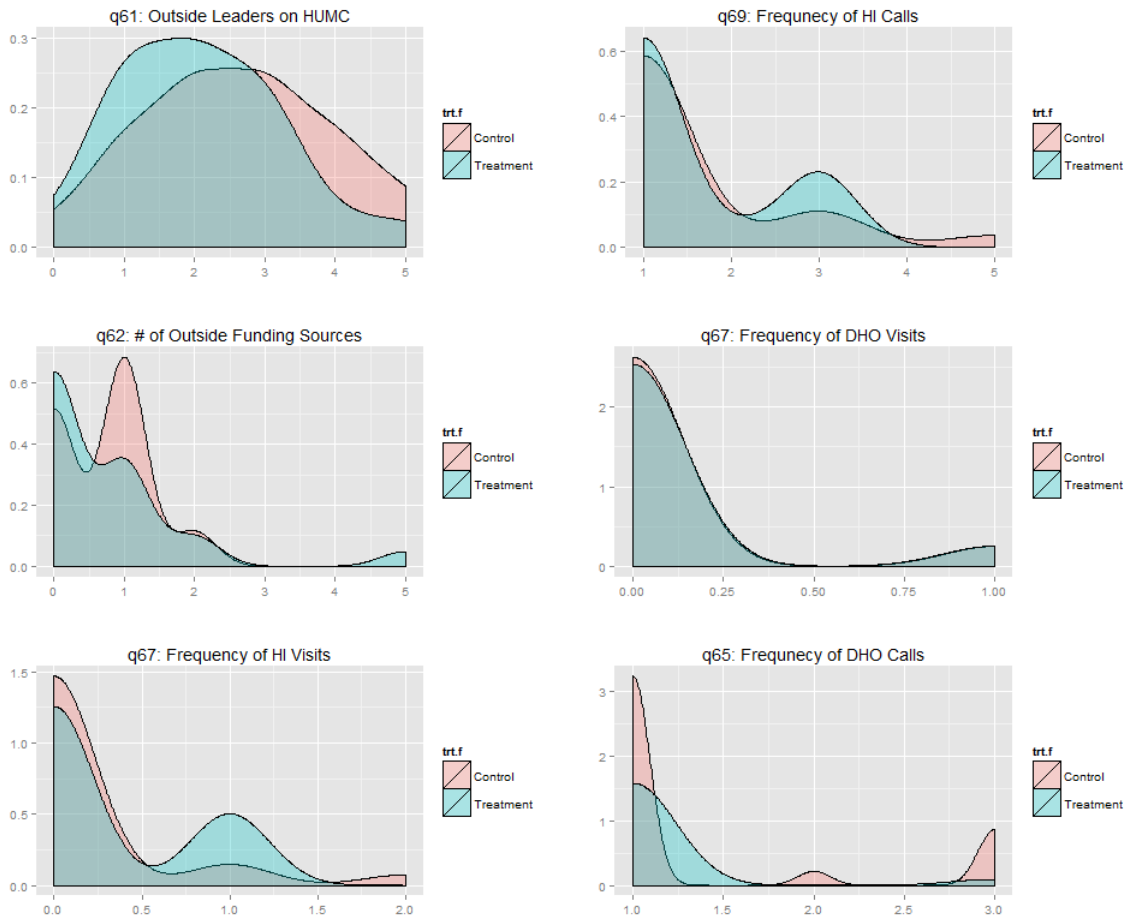 q61: Outside Leaders on HUMC
0.3
0.2
0.1
0.0
0 1 2 3 4 5
trt.f
Control
Treatment
q69: Frequnecy of HI Calls
0.6
0.4
0.2
0.0
1 2 3 4 5
trt.f
Control
Treatment
q62: # of Outside Funding Sources
0.6
0.4
0.2
0.0
0 1 2 3 4 5
trt.f
Control
Treatment
q67: Frequency of DHO Visits
2
1
0
0.00 0.25 0.50 0.75 1.00
trt.f
Control
Treatment
q67: Frequency of HI Visits
1.5
1.0
0.5
0.0
0.0 0.5 1.0 1.5 2.0
trt.f
Control
Treatment
q65: Frequnecy of DHO Calls
3
2
1
0
1.0 1.5 2.0 2.5 3.0
trt.f
Control
Treatment